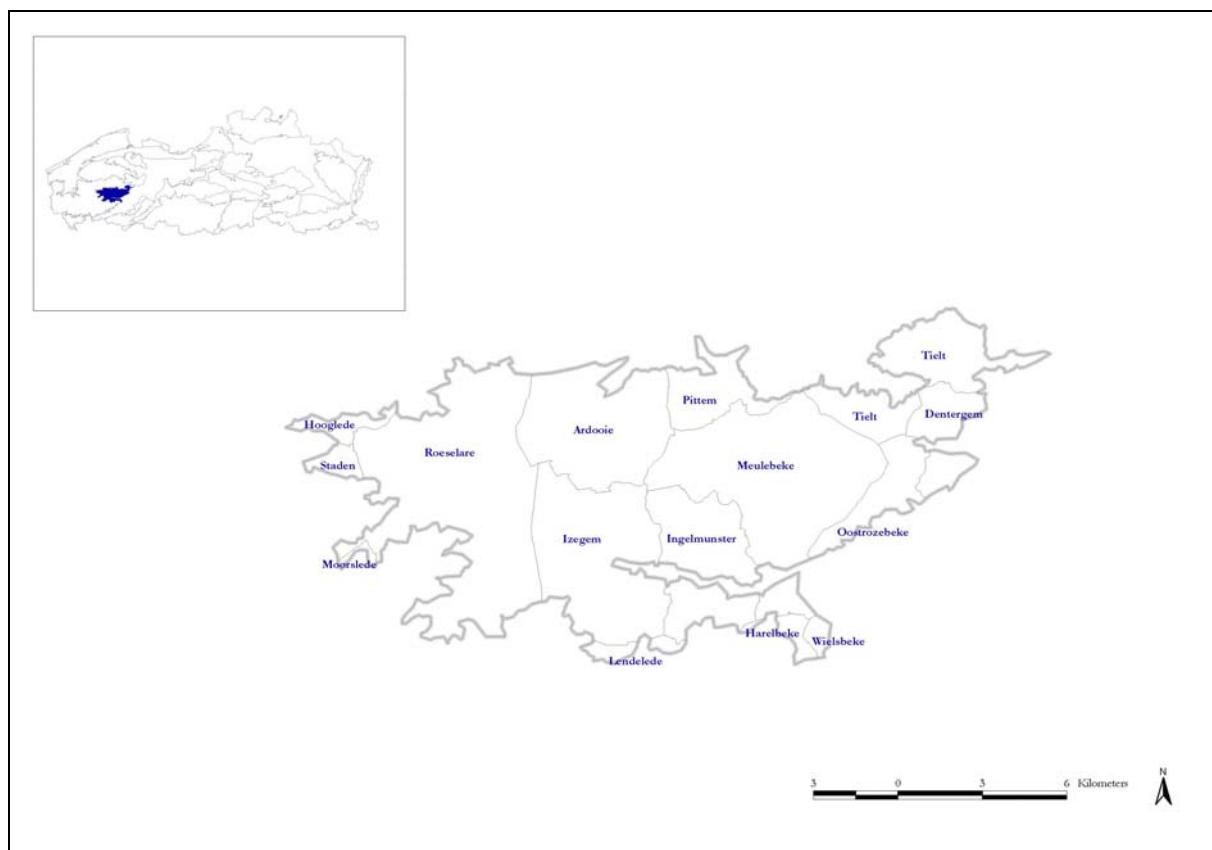 Tielt
Pittem
Tielt
Dentergem
Hooglede
Ardooie
Roeselare
Staden
Meulebeke
Oostrozebeke
Izegem
Ingelmunster
Moorslede
Harelbeke
Wielsbeke
Lendelede
3 0 3 6 Kilometers
N